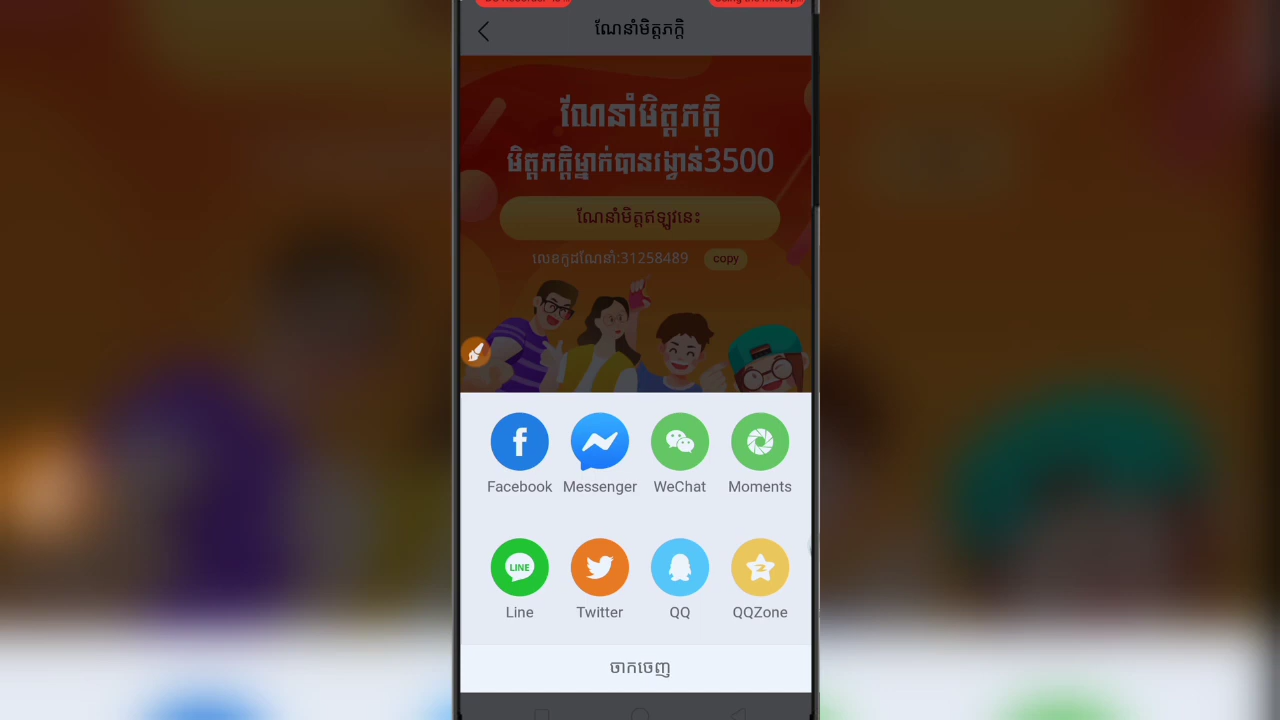 ណែនាំមិត្តភក្តិ
ណែនាំមិត្តភក្តិ
មិត្តភក្តិម្នាក់បានរង្វាន់3500
ណែនាំមិត្តឥឡូវនេះ
លេខកូដណែនាំ:31258489 copy
Facebook Messenger WeChat Moments
LINE
Line Twitter QQ QQZone
ចាកចេញ